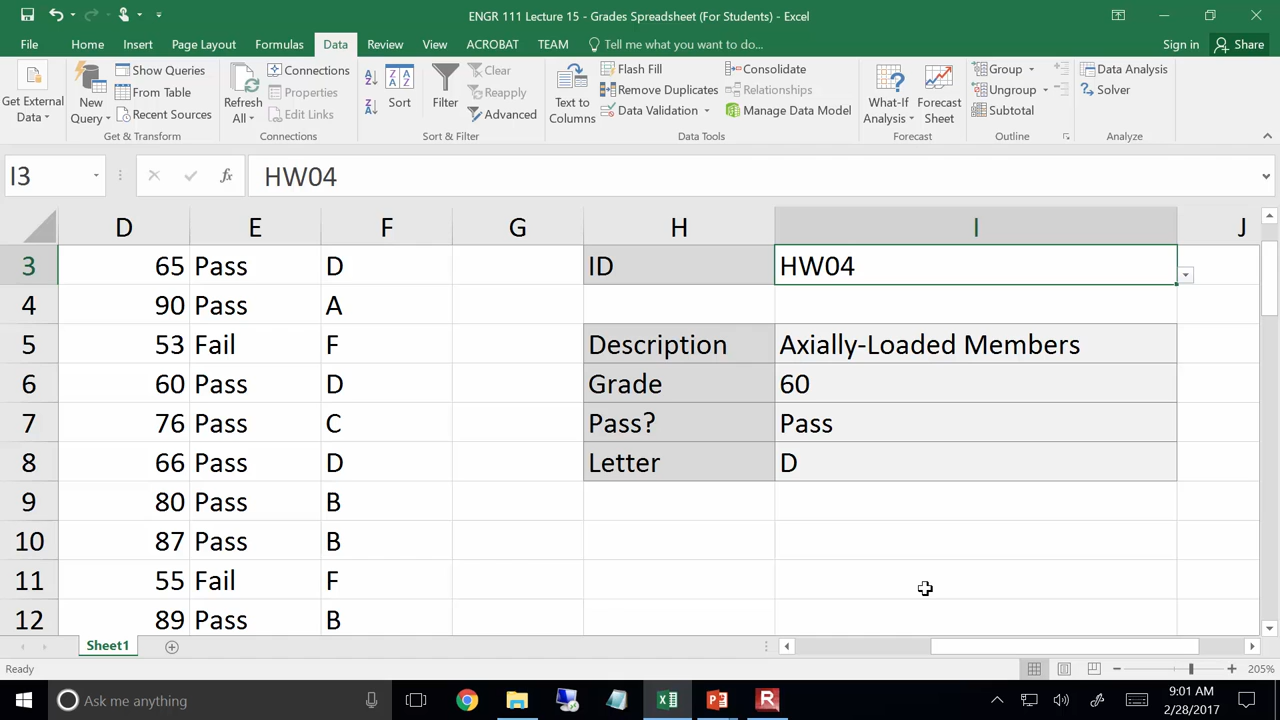 ENGR 111 Lecture 15 - Grades Spreadsheet (For Students) - Excel
File Home Insert Page Layout Formulas Data Review View ACROBAT TEAM Tell me what you want to do... Sign in Share
Get External Data
New Query
Show Queries
From Table
Recent Sources
Get & Transform
Refresh All
Connections
Properties
Edit Links
Connections
Sort
Filter
Clear
Reapply
Advanced
Sort & Filter
Text to Columns
Flash Fill
Remove Duplicates
Data Validation
Consolidate
Relationships
Manage Data Model
Data Tools
What-If Analysis
Forecast Sheet
Forecast
Group
Ungroup
Subtotal
Outline
Data Analysis
Solver
Analyze
I3 fx HW04
D E F G H I J
3 65 Pass D ID HW04
4 90 Pass A
5 53 Fail F Description Axially-Loaded Members
6 60 Pass D Grade 60
7 76 Pass C Pass? Pass
8 66 Pass D Letter D
9 80 Pass B
10 87 Pass B
11 55 Fail F
12 89 Pass B
Sheet1
Ready 205%
Ask me anything
9:01 AM
2/28/2017